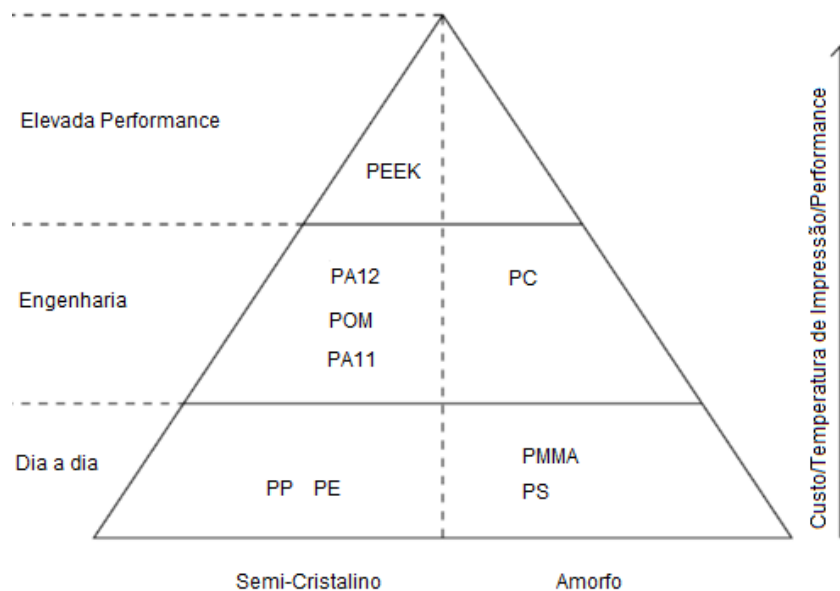 Elevada Performance
PEEK
Engenharia
PA12
POM
PA11
PC
Dia a dia
PP PE
PMMA
PS
Semi-Cristalino
Amorfo
Custo/Temperatura de Impressão/Performance